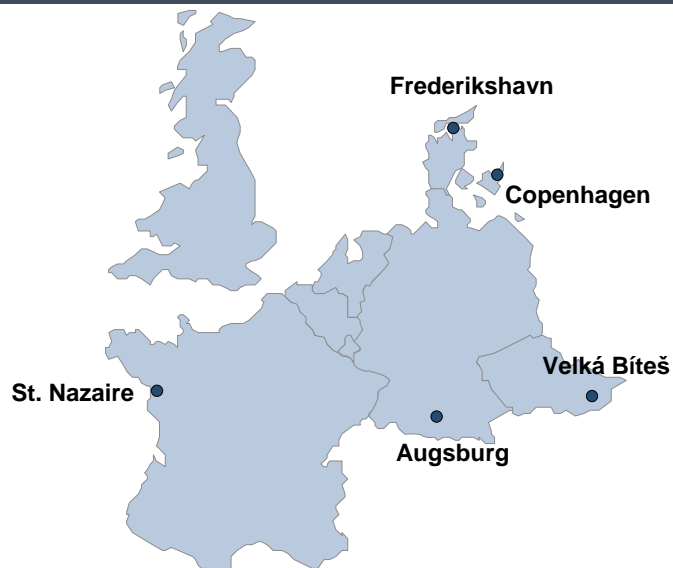 Frederikshavn
Copenhagen
Velká Bíteš
St. Nazaire
Augsburg